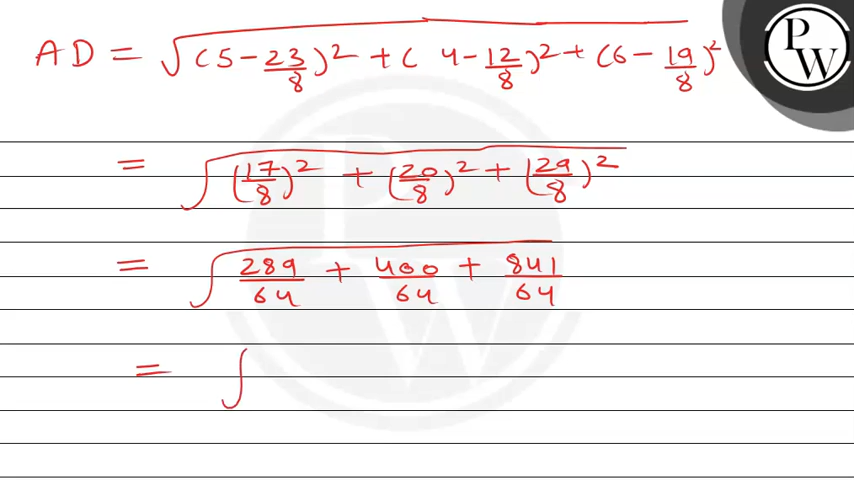 P
W
AD = √(5 - 23/8)² + ( 4 - 12/8)² + (6 - 19/8)²
= √(17/8)² + (20/8)² + (29/8)²
= √289/64 + 400/64 + 841/64
= √